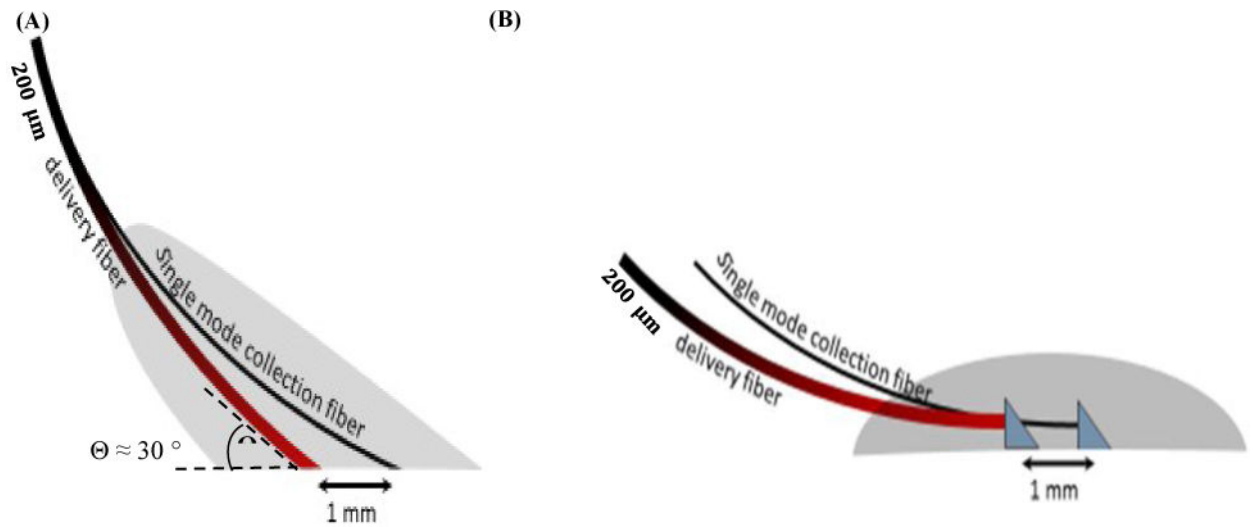 (A)
200 μm
delivery fiber
Single mode collection fiber
Θ ≈ 30 °
1 mm
(B)
200 μm
delivery fiber
Single mode collection fiber
1 mm